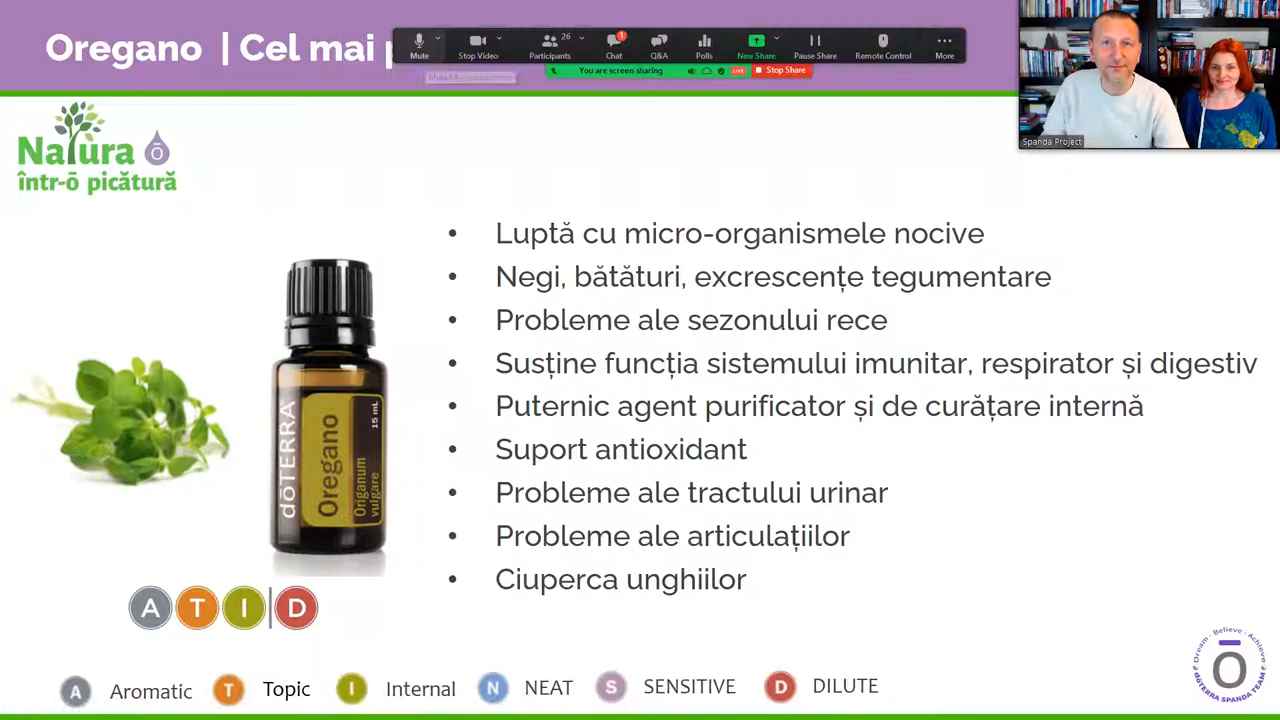 Oregano | Cel mai
Mute
Stop Video
26
Participants
1
Chat
Q&A
Polls
New Share
Pause Share
Remote Control
More
You are screen sharing
LIVE
Stop Share
Spanda Project
Natura ō
într-ō picătură
• Luptă cu micro-organismele nocive
• Negi, bătături, excrescențe tegumentare
• Probleme ale sezonului rece
• Susține funcția sistemului imunitar, respirator și digestiv
• Puternic agent purificator și de curățare internă
• Suport antioxidant
• Probleme ale tractului urinar
• Probleme ale articulațiilor
• Ciuperca unghiilor
dōTERRA
Oregano
Origanum
vulgare
15 mL
A T I | D
A Aromatic
T Topic
I Internal
N NEAT
S SENSITIVE
D DILUTE
Dream - Believe - Achieve
Ō
dōTERRA SPANDA TEAM